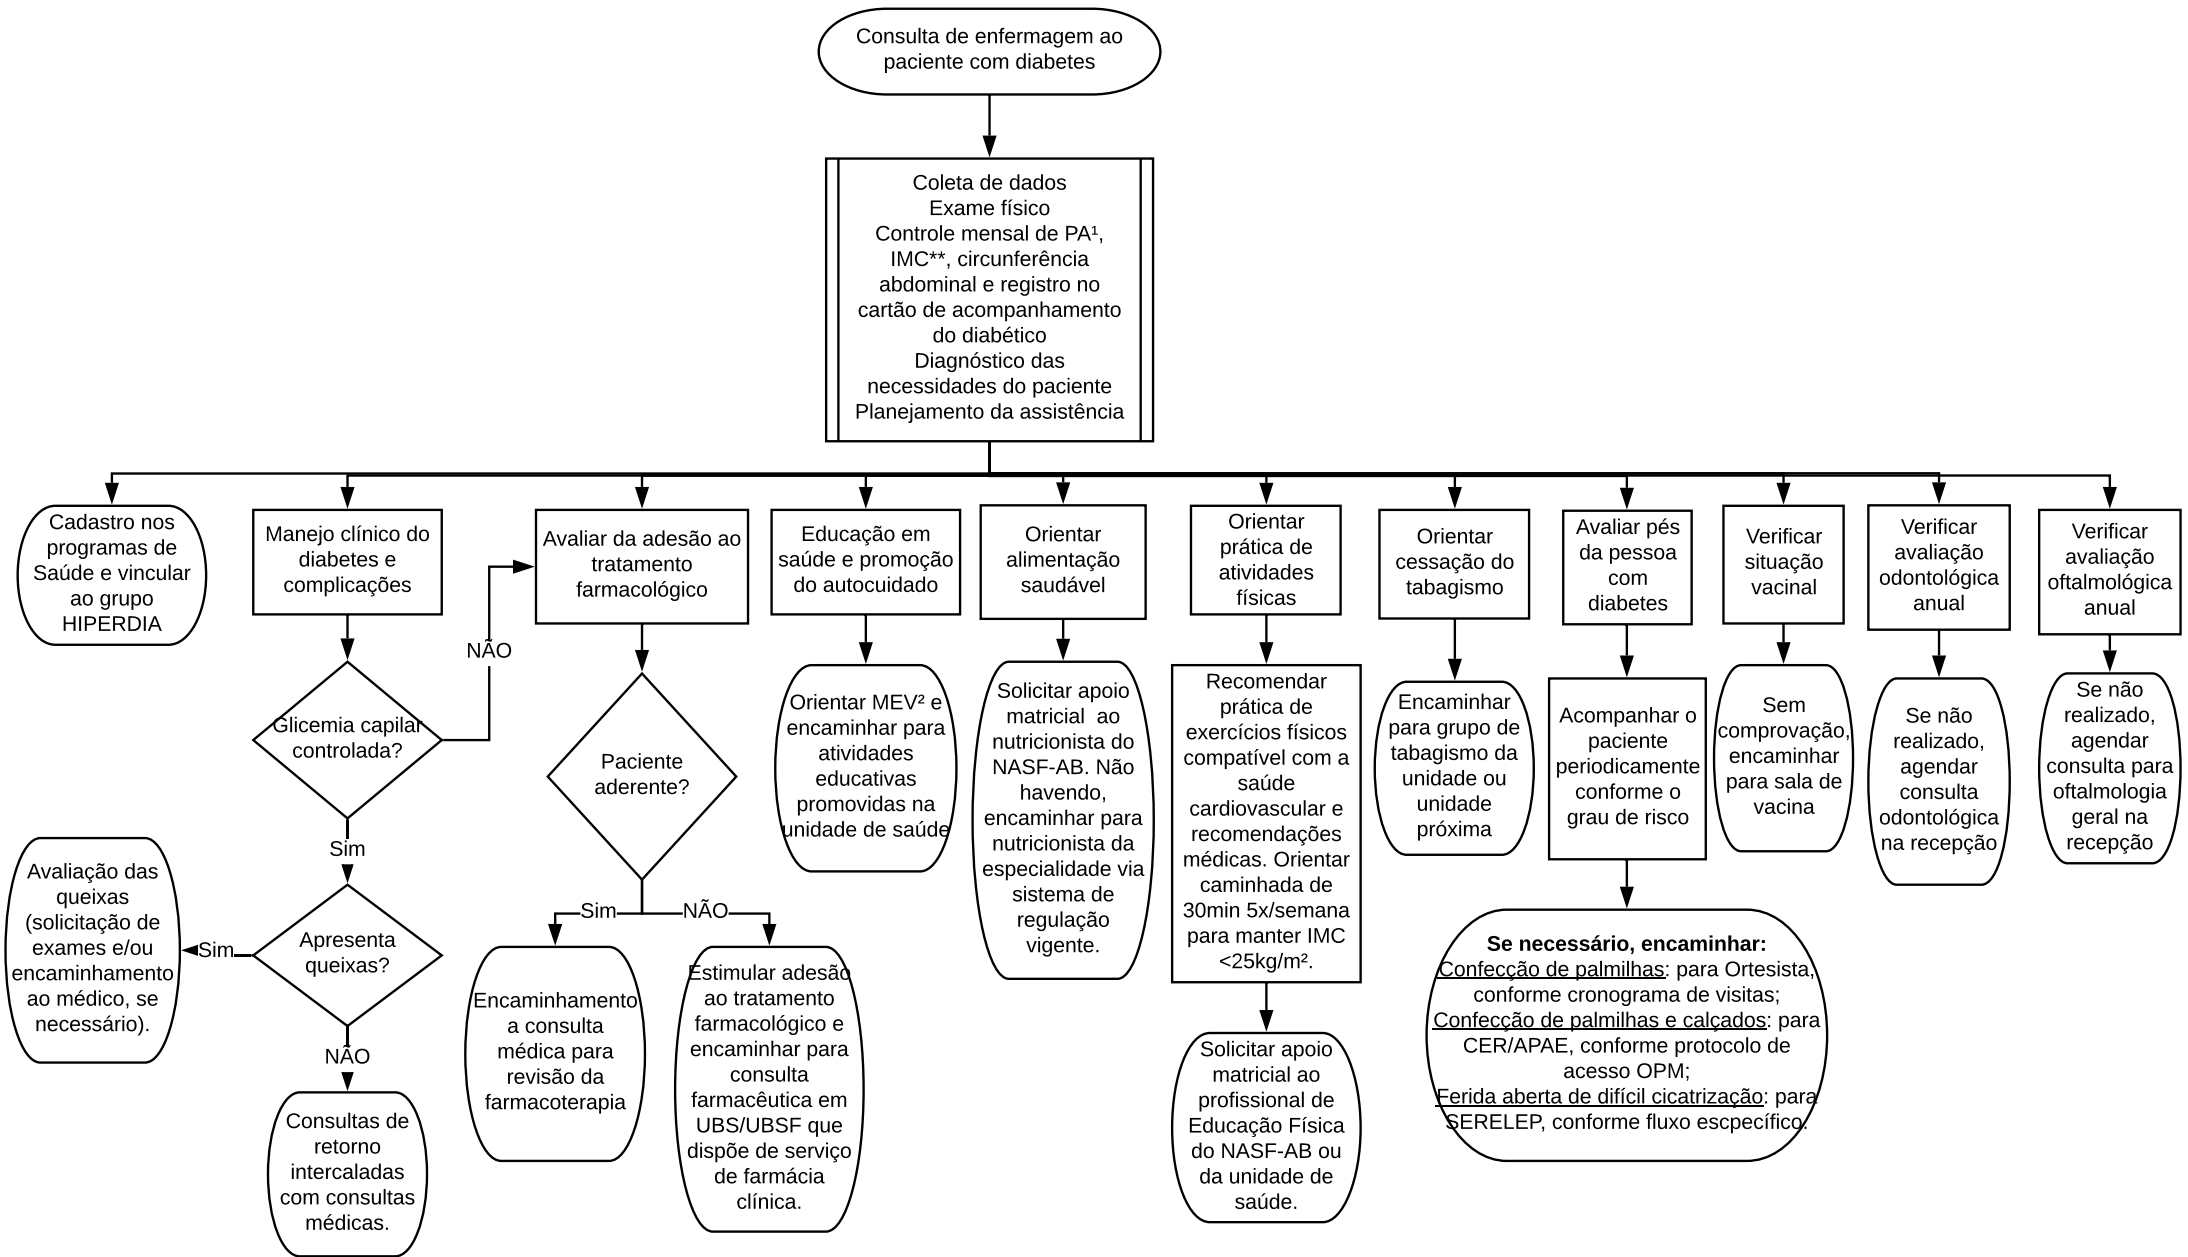 Consulta de enfermagem ao
paciente com diabetes
Coleta de dados
Exame físico
Controle mensal de PA¹,
IMC**, circunferência
abdominal e registro no
cartão de acompanhamento
do diabético
Diagnóstico das
necessidades do paciente
Planejamento da assistência
Cadastro nos
programas de
Saúde e vincular
ao grupo
HIPERDIA
Manejo clínico do
diabetes e
complicações
Glicemia capilar
controlada?
NÃO
Sim
Apresenta
queixas?
Sim
Avaliação das
queixas
(solicitação de
exames e/ou
encaminhamento
ao médico, se
necessário).
NÃO
Consultas de
retorno
intercaladas
com consultas
médicas.
Avaliar da adesão ao
tratamento
farmacológico
Paciente
aderente?
Sim
NÃO
Encaminhamento
a consulta
médica para
revisão da
farmacoterapia
Estimular adesão
ao tratamento
farmacológico e
encaminhar para
consulta
farmacêutica em
UBS/UBSF que
dispõe de serviço
de farmácia
clínica.
Educação em
saúde e promoção
do autocuidado
Orientar MEV² e
encaminhar para
atividades
educativas
promovidas na
unidade de saúde
Orientar
alimentação
saudável
Solicitar apoio
matricial  ao
nutricionista do
NASF-AB. Não
havendo,
encaminhar para
nutricionista da
especialidade via
sistema de
regulação
vigente.
Orientar
prática de
atividades
físicas
Recomendar
prática de
exercícios físicos
compatível com a
saúde
cardiovascular e
recomendações
médicas. Orientar
caminhada de
30min 5x/semana
para manter IMC
<25kg/m².
Solicitar apoio
matricial ao
profissional de
Educação Física
do NASF-AB ou
da unidade de
saúde.
Orientar
cessação do
tabagismo
Encaminhar
para grupo de
tabagismo da
unidade ou
unidade
próxima
Avaliar pés
da pessoa
com
diabetes
Acompanhar o
paciente
periodicamente
conforme o
grau de risco
Se necessário, encaminhar:
Confecção de palmilhas: para Ortesista,
conforme cronograma de visitas;
Confecção de palmilhas e calçados: para
CER/APAE, conforme protocolo de
acesso OPM;
Ferida aberta de difícil cicatrização: para
SERELEP, conforme fluxo escpecífico.
Verificar
situação
vacinal
Sem
comprovação,
encaminhar
para sala de
vacina
Verificar
avaliação
odontológica
anual
Se não
realizado,
agendar
consulta
odontológica
na recepção
Verificar
avaliação
oftalmológica
anual
Se não
realizado,
agendar
consulta para
oftalmologia
geral na
recepção